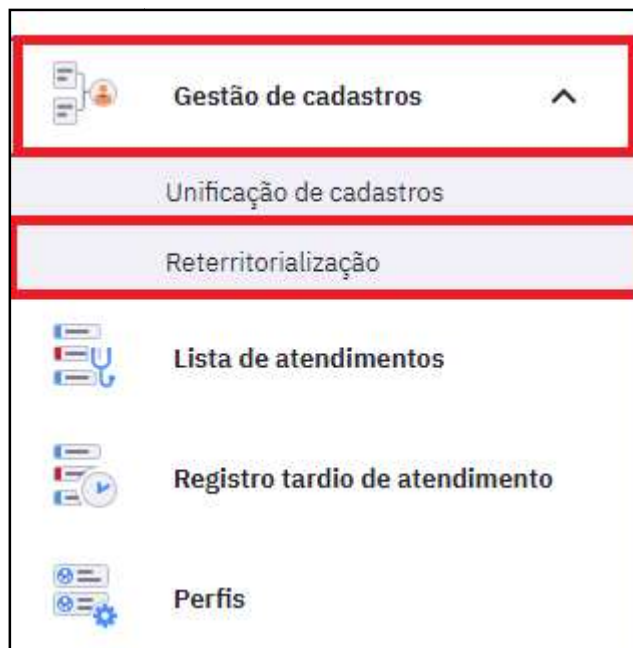 Gestão de cadastros
Unificação de cadastros
Reterritorialização
Lista de atendimentos
Registro tardio de atendimento
Perfis